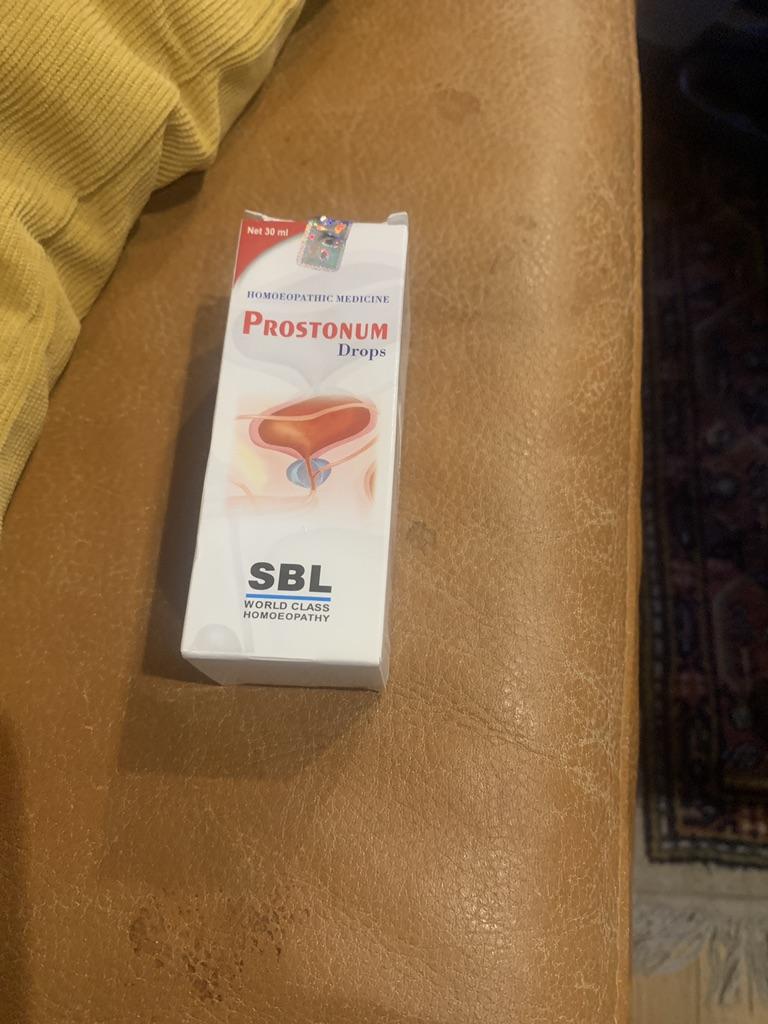 Net 30 ml
HOMOEOPATHIC MEDICINE
PROSTONUM
Drops
SBL
WORLD CLASS
HOMOEOPATHY